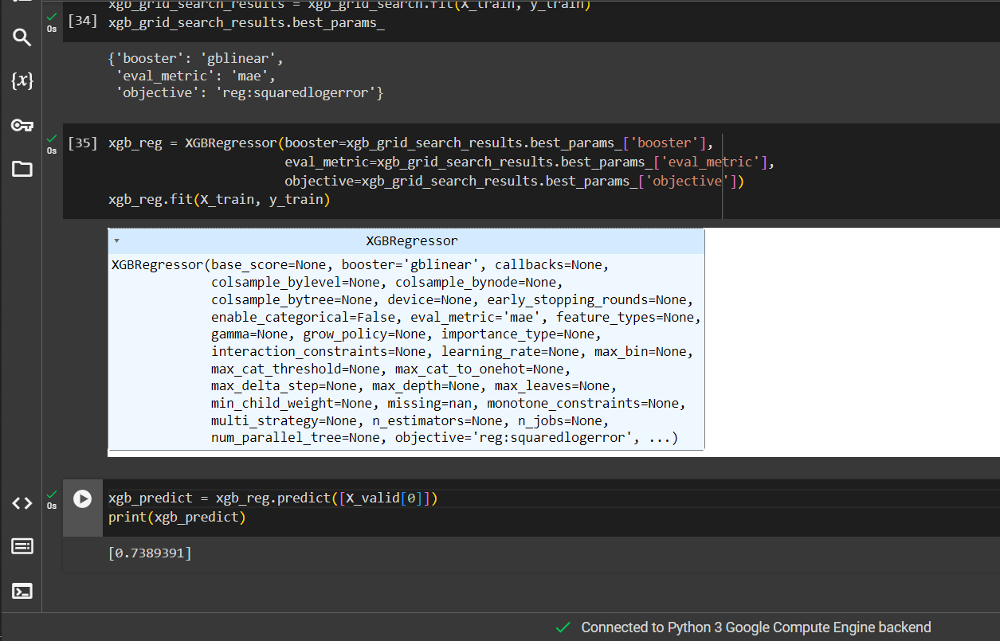 xgb_grid_search_results = xgb_grid_search.fit(X_train, y_train)
[34] xgb_grid_search_results.best_params_
0s
{'booster': 'gblinear',
'eval_metric': 'mae',
'objective': 'reg:squaredlogerror'}
{x}
[35] xgb_reg = XGBRegressor(booster=xgb_grid_search_results.best_params_['booster'],
0s
eval_metric=xgb_grid_search_results.best_params_['eval_metric'],
objective=xgb_grid_search_results.best_params_['objective'])
xgb_reg.fit(X_train, y_train)
XGBRegressor
XGBRegressor(base_score=None, booster='gblinear', callbacks=None,
colsample_bylevel=None, colsample_bynode=None,
colsample_bytree=None, device=None, early_stopping_rounds=None,
enable_categorical=False, eval_metric='mae', feature_types=None,
gamma=None, grow_policy=None, importance_type=None,
interaction_constraints=None, learning_rate=None, max_bin=None,
max_cat_threshold=None, max_cat_to_onehot=None,
max_delta_step=None, max_depth=None, max_leaves=None,
min_child_weight=None, missing=nan, monotone_constraints=None,
multi_strategy=None, n_estimators=None, n_jobs=None,
num_parallel_tree=None, objective='reg:squaredlogerror', ...)
xgb_predict = xgb_reg.predict([X_valid[0]])
0s
print(xgb_predict)
[0.7389391]
Connected to Python 3 Google Compute Engine backend